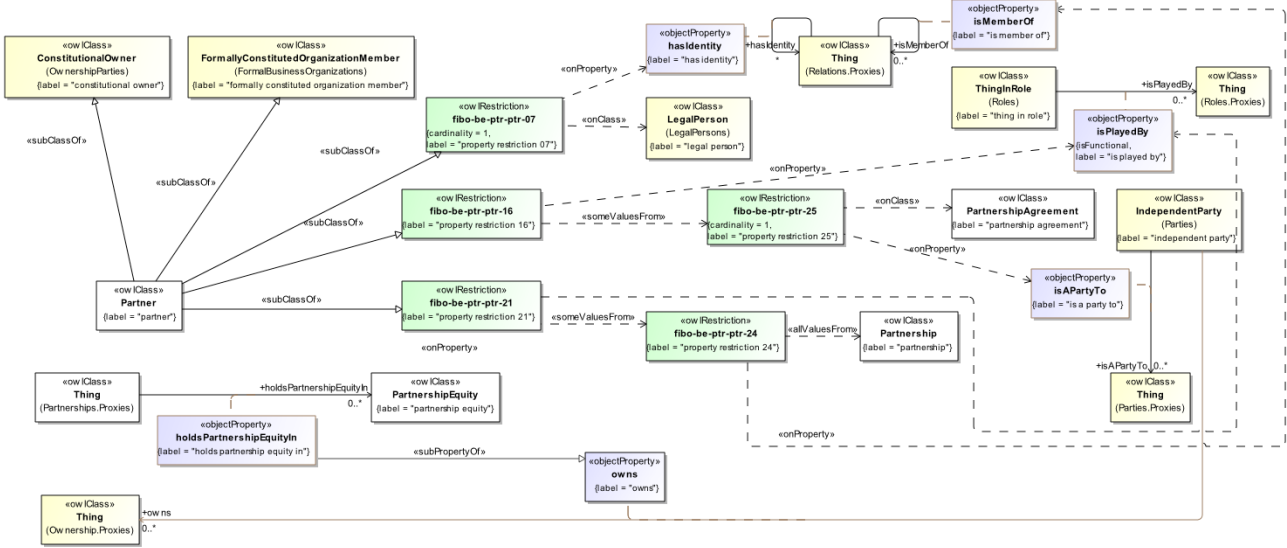 «objectProperty»
isMemberOf
{label = "is member of"}
«objectProperty»
hasIdentity
{label = "has identity"}
+hasIdentity
*
«owlClass»
Thing
(Relations.Proxies)
+isMemberOf
0..*
«owlClass»
ConstitutionalOwner
(OwnershipParties)
{label = "constitutional owner"}
«owlClass»
FormallyConstitutedOrganizationMember
(FormalBusinessOrganizations)
{label = "formally constituted organization member"}
«onProperty»
«owlClass»
ThingInRole
(Roles)
{label = "thing in role"}
+isPlayedBy
0..*
«owlClass»
Thing
(Roles.Proxies)
«owlRestriction»
fibo-be-ptr-ptr-07
{cardinality = 1,
label = "property restriction 07"}
«onClass»
«owlClass»
LegalPerson
(LegalPersons)
{label = "legal person"}
«objectProperty»
isPlayedBy
{isFunctional,
label = "is played by"}
«subClassOf»
«subClassOf»
«subClassOf»
«onProperty»
«owlRestriction»
fibo-be-ptr-ptr-16
{label = "property restriction 16"}
«someValuesFrom»
«owlRestriction»
fibo-be-ptr-ptr-25
{cardinality = 1,
label = "property restriction 25"}
«onClass»
«owlClass»
PartnershipAgreement
{label = "partnership agreement"}
«owlClass»
IndependentParty
(Parties)
{label = "independent party"}
«subClassOf»
«onProperty»
«objectProperty»
isAPartyTo
{label = "is a party to"}
«owlClass»
Partner
{label = "partner"}
«subClassOf»
«owlRestriction»
fibo-be-ptr-ptr-21
{label = "property restriction 21"}
«someValuesFrom»
«owlRestriction»
fibo-be-ptr-ptr-24
{label = "property restriction 24"}
«allValuesFrom»
«owlClass»
Partnership
{label = "partnership"}
«onProperty»
+isAPartyTo
0..*
«owlClass»
Thing
(Parties.Proxies)
«owlClass»
Thing
(Partnerships.Proxies)
+holdsPartnershipEquityIn
0..*
«owlClass»
PartnershipEquity
{label = "partnership equity"}
«objectProperty»
holdsPartnershipEquityIn
{label = "holds partnership equity in"}
«onProperty»
«subPropertyOf»
«objectProperty»
owns
{label = "owns"}
«owlClass»
Thing
(Ownership.Proxies)
+owns
0..*